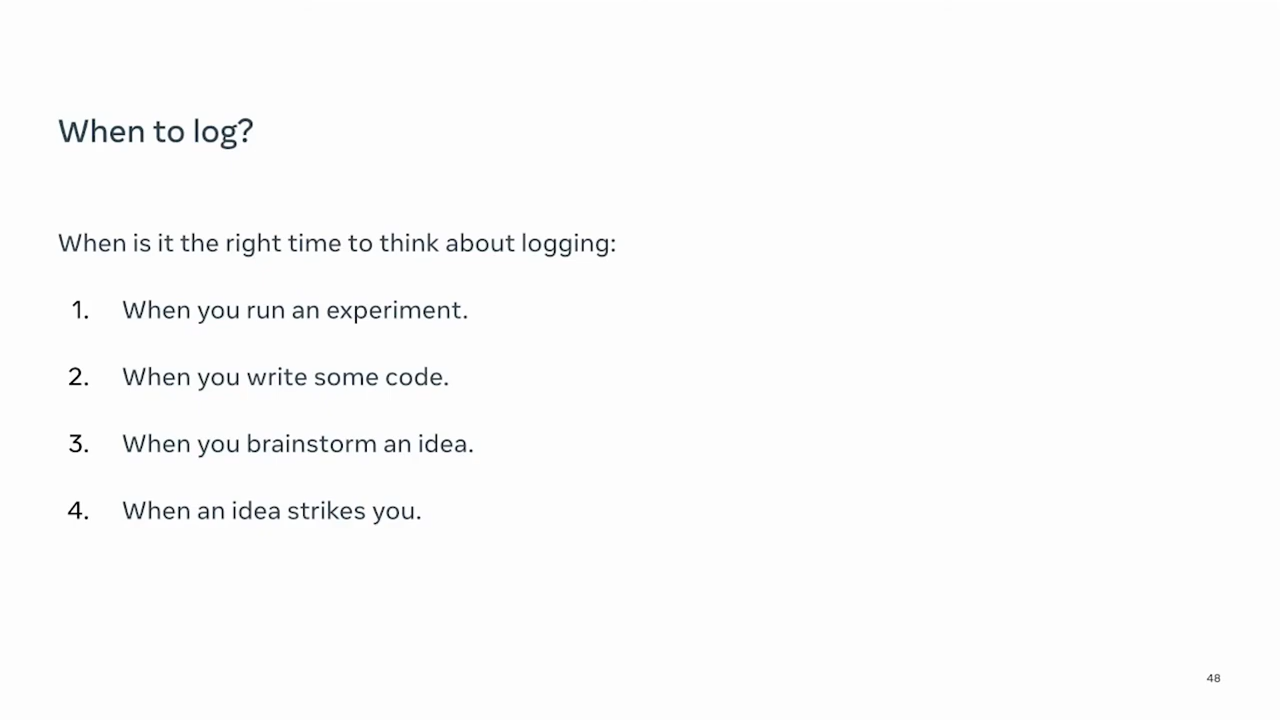 When to log?
When is it the right time to think about logging:
1. When you run an experiment.
2. When you write some code.
3. When you brainstorm an idea.
4. When an idea strikes you.
48